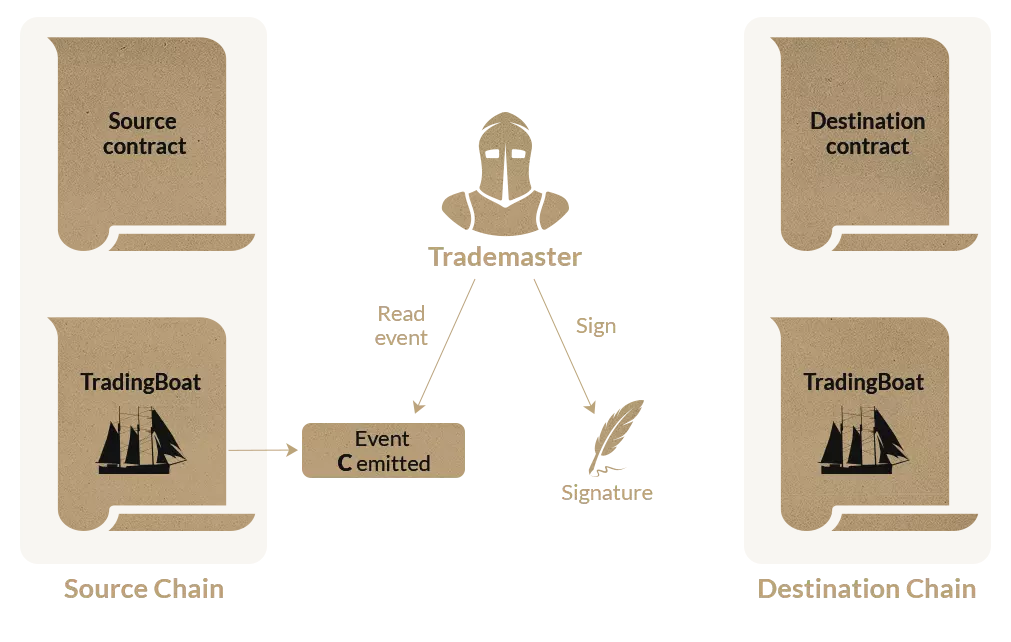 Source
contract
TradingBoat
Source Chain
Trademaster
Read
event
Sign
Event
C emitted
Signature
Destination
contract
TradingBoat
Destination Chain